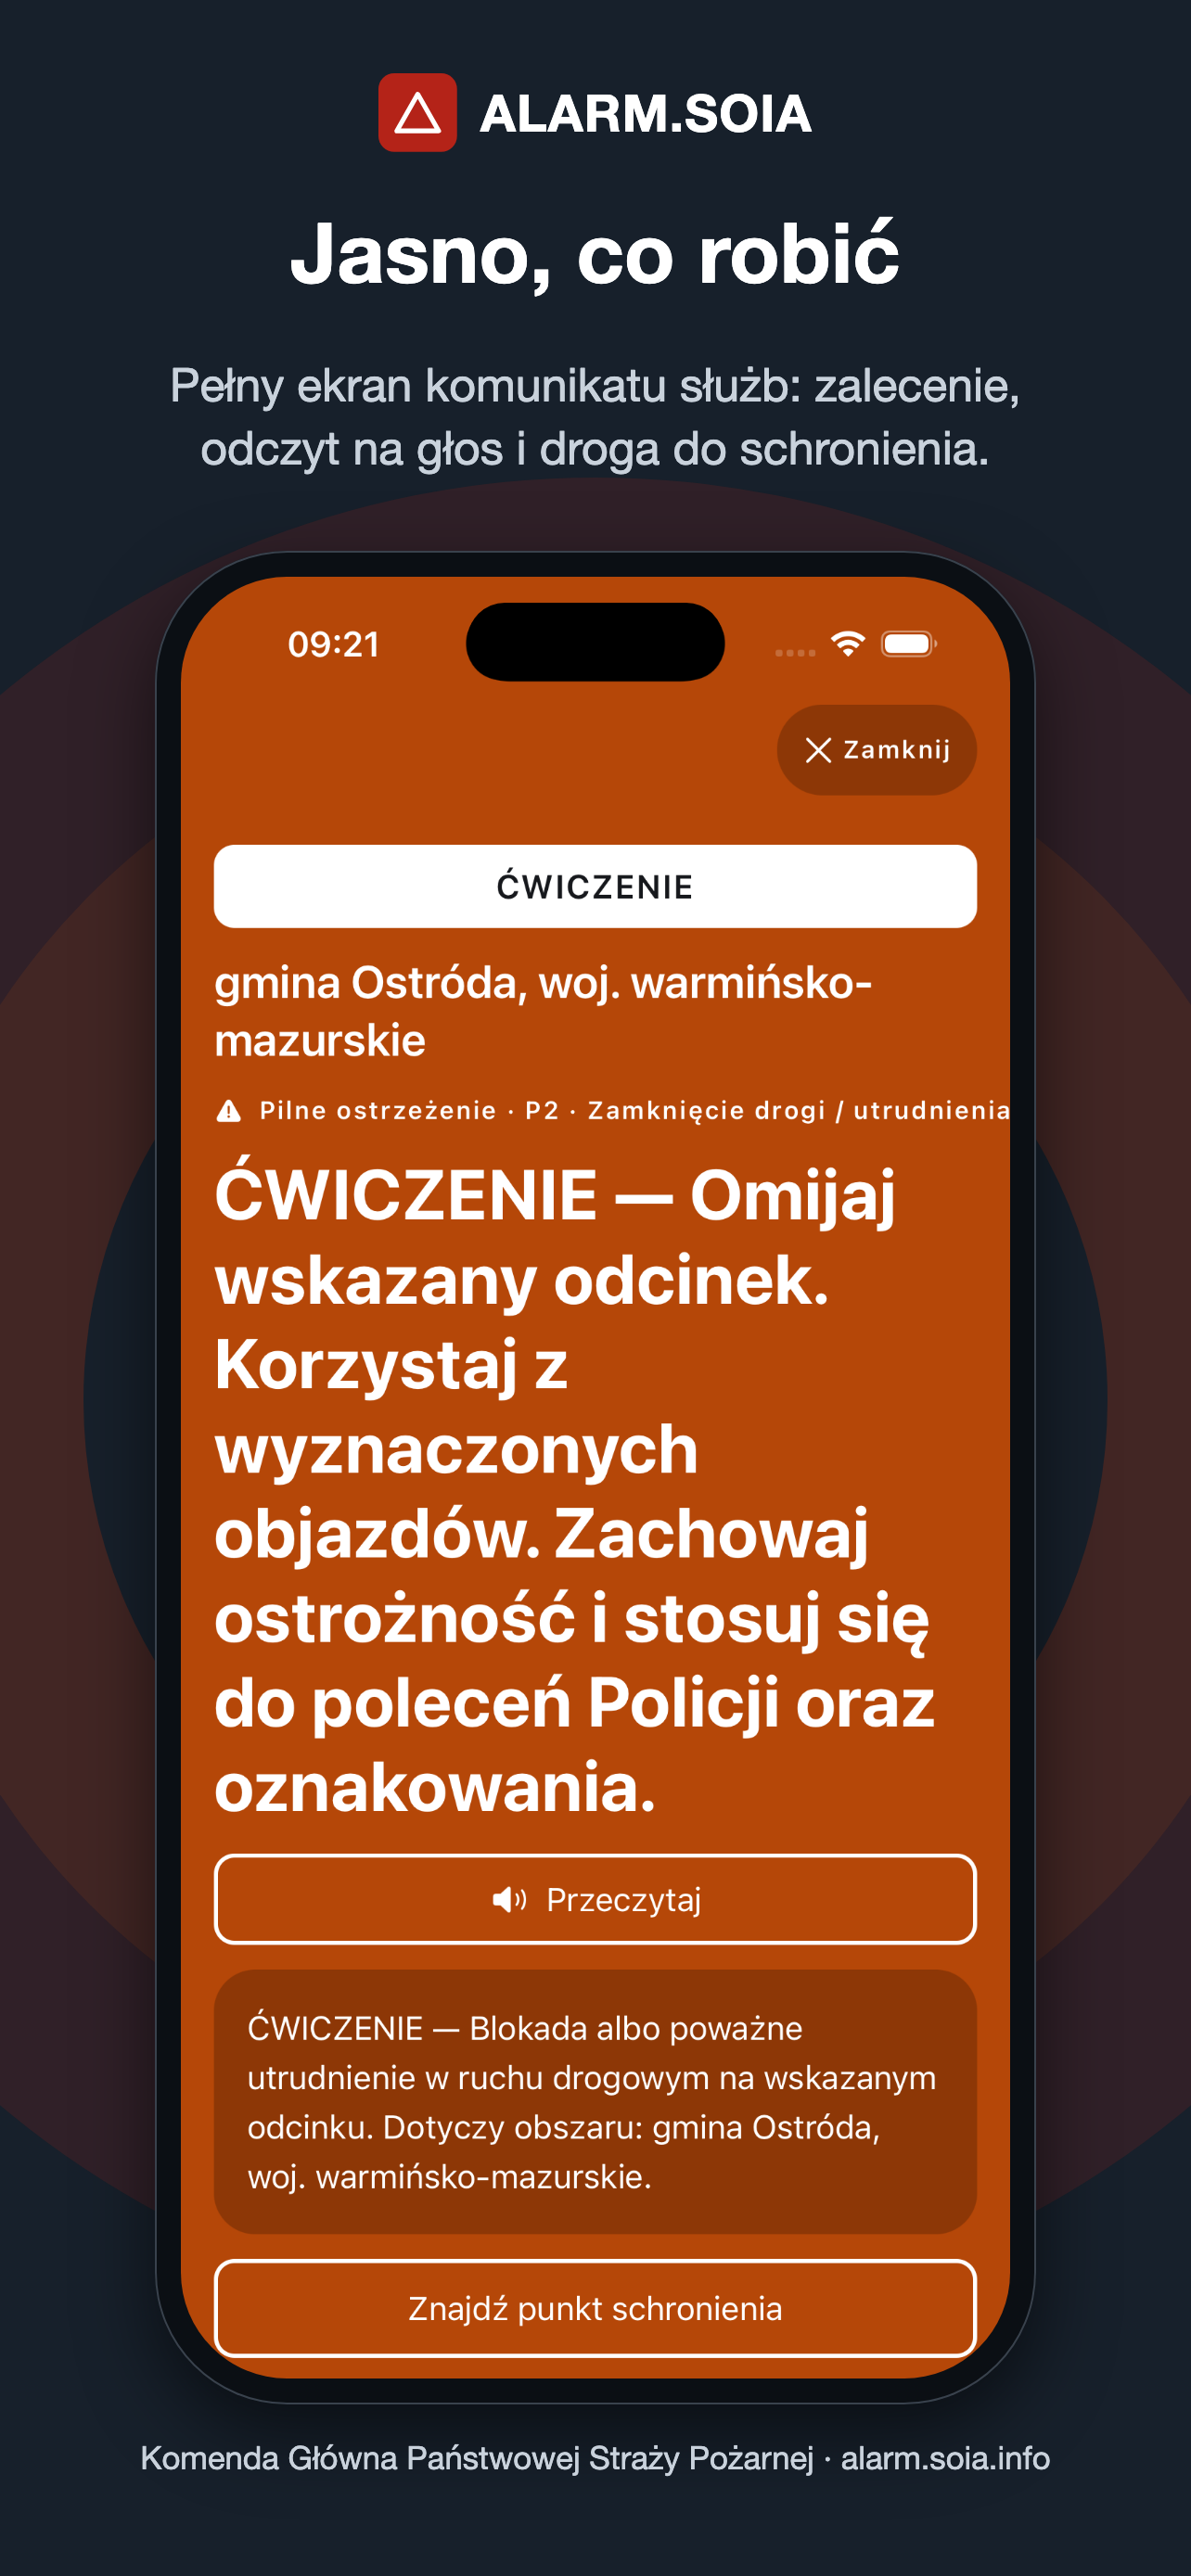 ALARM.SOIA
Jasno, co robić
Pełny ekran komunikatu służb: zalecenie,
odczyt na głos i droga do schronienia.
09:21
Zamknij
ĆWICZENIE
gmina Ostróda, woj. warmińsko-
mazurskie
Pilne ostrzeżenie · P2 · Zamknięcie drogi / utrudnienia
ĆWICZENIE — Omijaj
wskazany odcinek.
Korzystaj z
wyznaczonych
objazdów. Zachowaj
ostrożność i stosuj się
do poleceń Policji oraz
oznakowania.
Przeczytaj
ĆWICZENIE — Blokada albo poważne
utrudnienie w ruchu drogowym na wskazanym
odcinku. Dotyczy obszaru: gmina Ostróda,
woj. warmińsko-mazurskie.
Znajdź punkt schronienia
Komenda Główna Państwowej Straży Pożarnej · alarm.soia.info